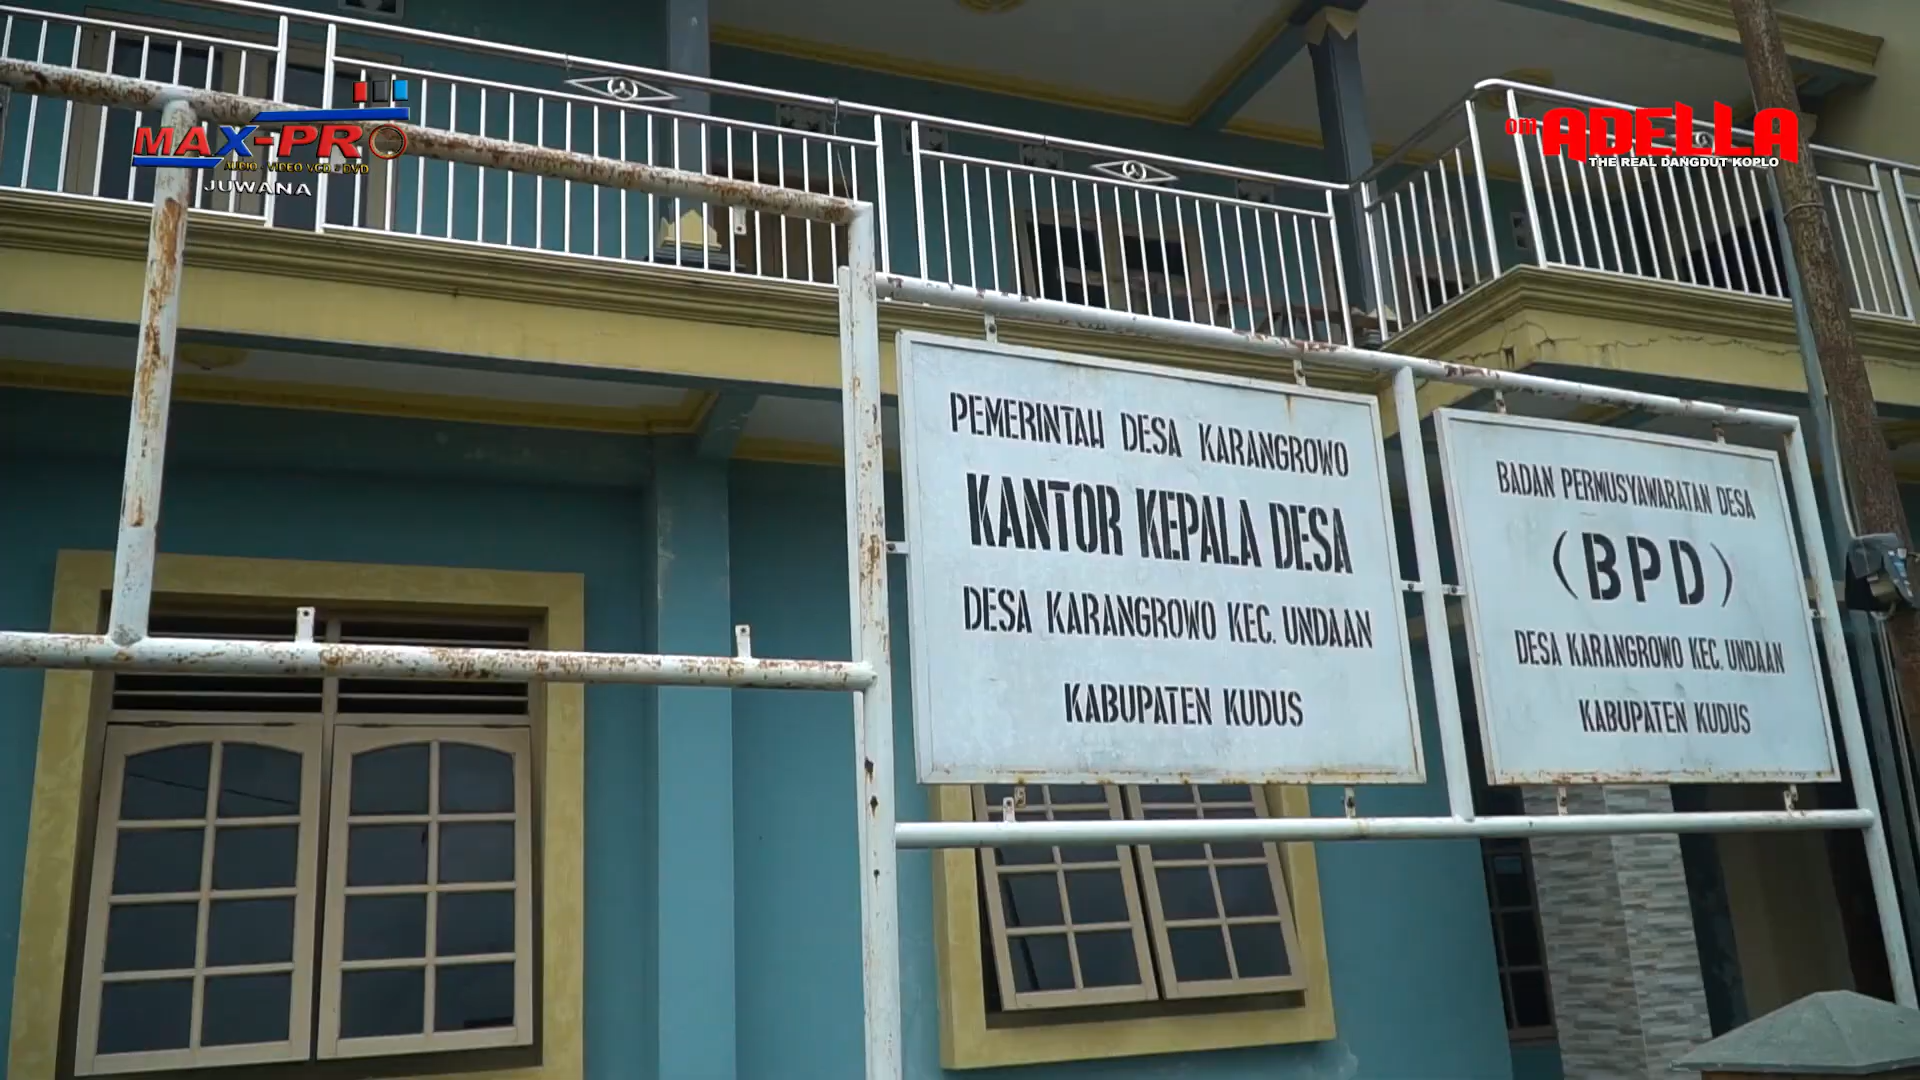 MAX-PRO
AUDIO - VIDEO VCD - DVD
JUWANA
OM ADELLA
THE REAL DANGDUT KOPLO
PEMERINTAH DESA KARANGROWO
KANTOR KEPALA DESA
DESA KARANGROWO KEC. UNDAAN
KABUPATEN KUDUS
BADAN PERMUSYAWARATAN DESA
(BPD)
DESA KARANGROWO KEC. UNDAAN
KABUPATEN KUDUS